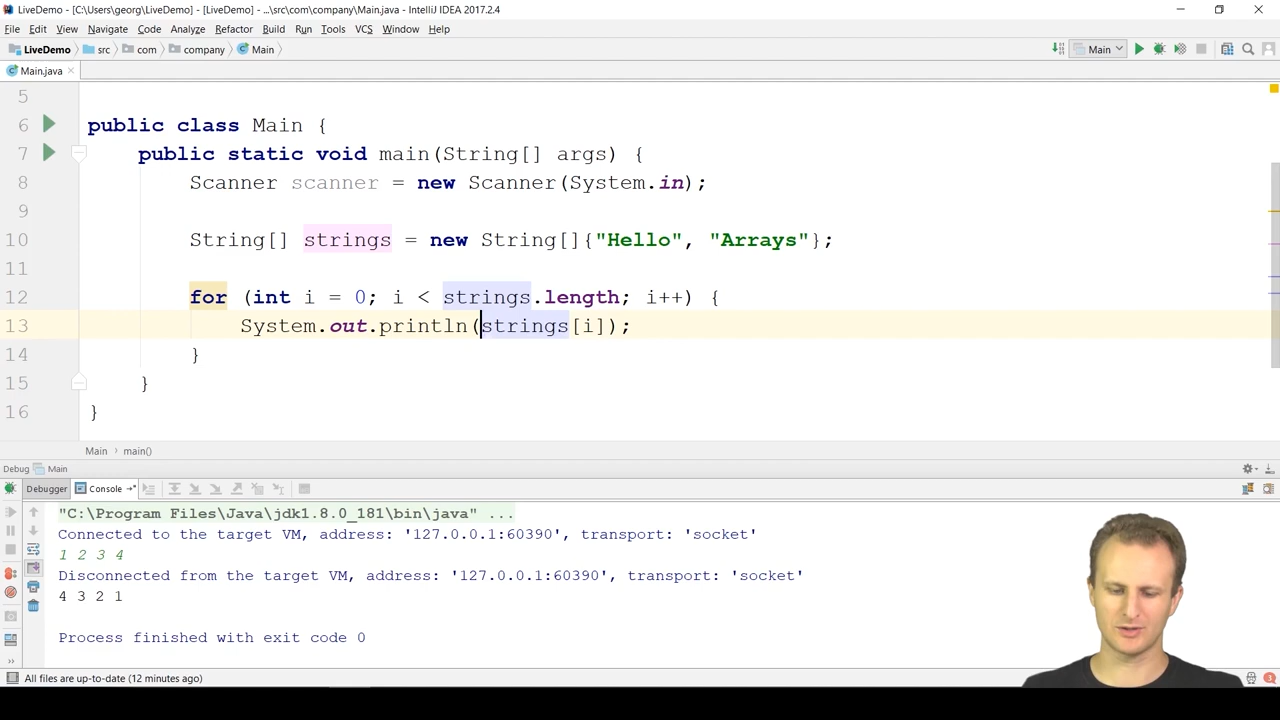 LiveDemo - [C:\Users\georg\LiveDemo] - [LiveDemo] - ...\src\com\company\Main.java - IntelliJ IDEA 2017.2.4
File Edit View Navigate Code Analyze Refactor Build Run Tools VCS Window Help
LiveDemo src com company Main Main
Main.java
5
6 public class Main {
7 public static void main(String[] args) {
8 Scanner scanner = new Scanner(System.in);
9
10 String[] strings = new String[]{"Hello", "Arrays"};
11
12 for (int i = 0; i < strings.length; i++) {
13 System.out.println(strings[i]);
14 }
15 }
16 }
Main › main()
Debug Main
Debugger Console
"C:\Program Files\Java\jdk1.8.0_181\bin\java" ...
Connected to the target VM, address: '127.0.0.1:60390', transport: 'socket'
1 2 3 4
Disconnected from the target VM, address: '127.0.0.1:60390', transport: 'socket'
4 3 2 1
Process finished with exit code 0
All files are up-to-date (12 minutes ago)
3